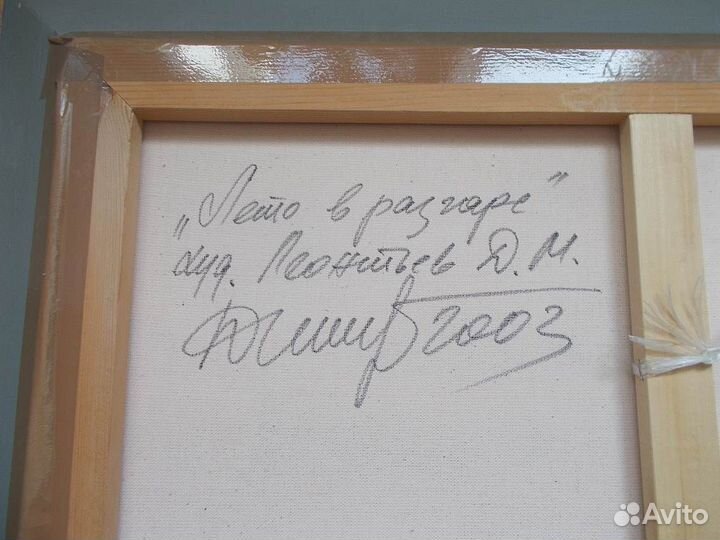 „Лето в разгаре"
худ. Леонтьев Д.М.
2003
Avito